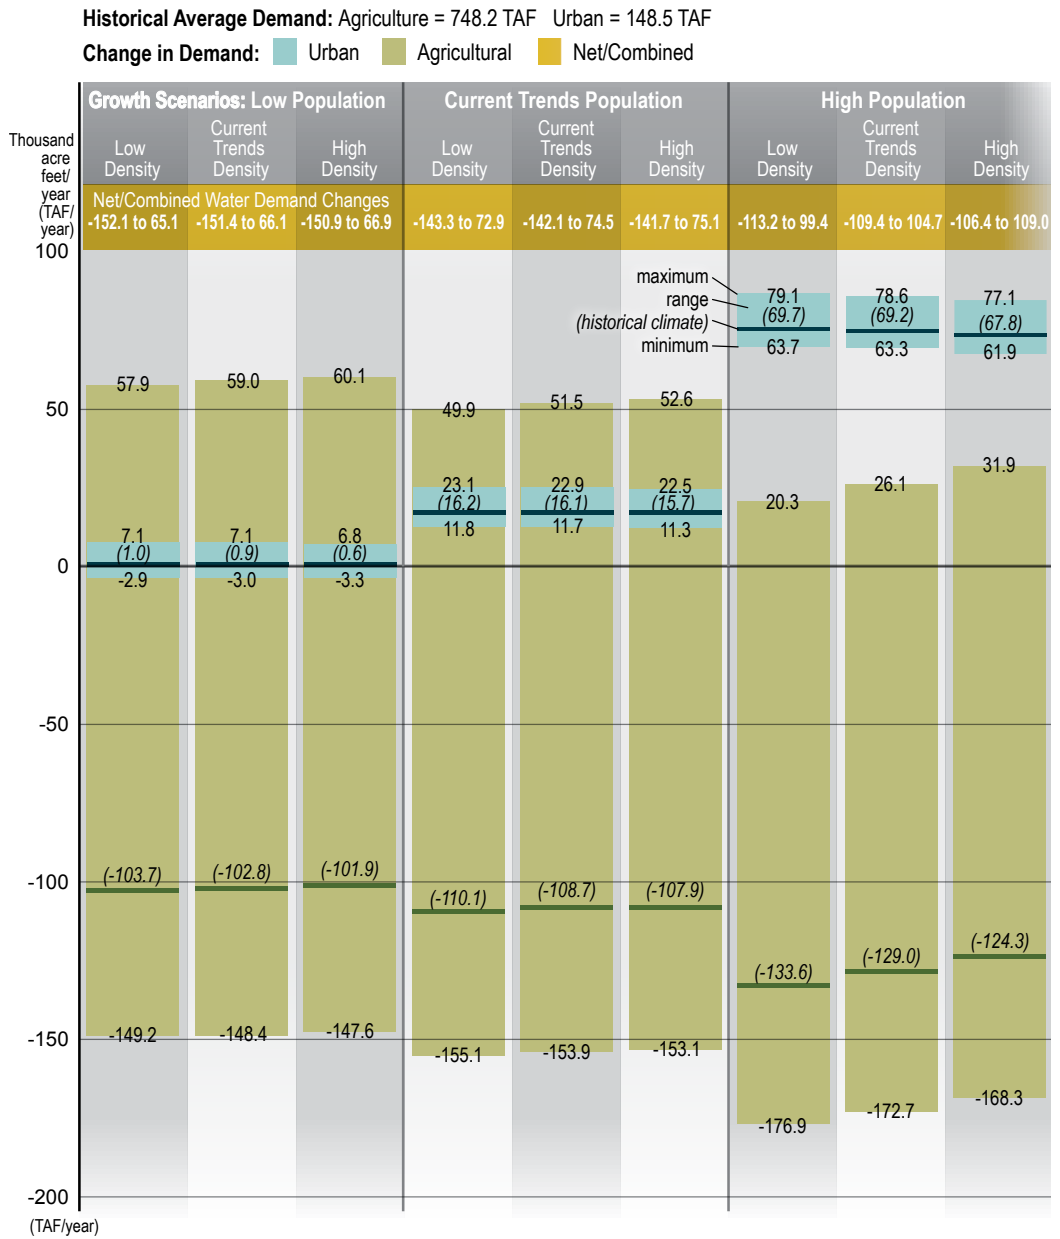 Historical Average Demand: Agriculture = 748.2 TAF Urban = 148.5 TAF
Change in Demand: Urban Agricultural Net/Combined
Growth Scenarios: Low Population Current Trends Population High Population
Thousand
acre
feet/
year
(TAF/
year)
Low
Density
Current
Trends
Density
High
Density
Low
Density
Current
Trends
Density
High
Density
Low
Density
Current
Trends
Density
High
Density
Net/Combined Water Demand Changes
-152.1 to 65.1 -151.4 to 66.1 -150.9 to 66.9 -143.3 to 72.9 -142.1 to 74.5 -141.7 to 75.1 -113.2 to 99.4 -109.4 to 104.7 -106.4 to 109.0
100
maximum
range
(historical climate)
minimum
79.1 78.6 77.1
(69.7) (69.2) (67.8)
63.7 63.3 61.9
57.9 59.0 60.1
50
49.9 51.5 52.6
23.1 22.9 22.5
(16.2) (16.1) (15.7)
11.8 11.7 11.3
20.3 26.1 31.9
7.1 7.1 6.8
(1.0) (0.9) (0.6)
0
-2.9 -3.0 -3.3
-50
-100
(-103.7) (-102.8) (-101.9) (-110.1) (-108.7) (-107.9) (-133.6) (-129.0) (-124.3)
-150
-149.2 -148.4 -147.6 -155.1 -153.9 -153.1 -176.9 -172.7 -168.3
-200
(TAF/year)